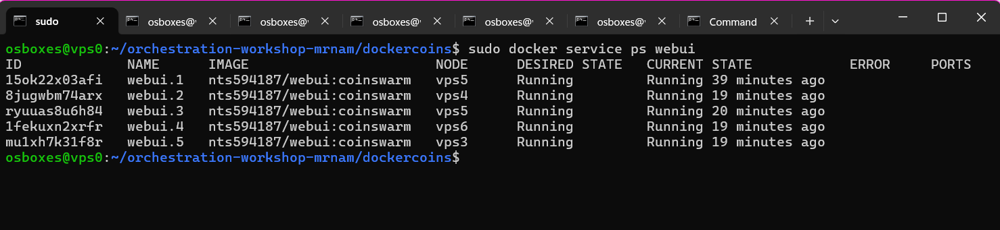 sudo osboxes@ osboxes@ osboxes@ osboxes@ osboxes@ Command
osboxes@vps0:~/orchestration-workshop-mrnam/dockercoins$ sudo docker service ps webui
ID NAME IMAGE NODE DESIRED STATE CURRENT STATE ERROR PORTS
15ok22x03afi webui.1 nts594187/webui:coinswarm vps5 Running Running 39 minutes ago
8jugwbm74arx webui.2 nts594187/webui:coinswarm vps4 Running Running 19 minutes ago
ryuuas8u6h84 webui.3 nts594187/webui:coinswarm vps5 Running Running 20 minutes ago
1fekuxn2xrfr webui.4 nts594187/webui:coinswarm vps6 Running Running 19 minutes ago
mu1xh7k31f8r webui.5 nts594187/webui:coinswarm vps3 Running Running 19 minutes ago
osboxes@vps0:~/orchestration-workshop-mrnam/dockercoins$